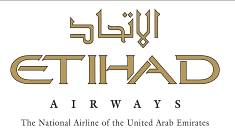 الاتحاد
ETIHAD
AIRWAYS
The National Airline of the United Arab Emirates